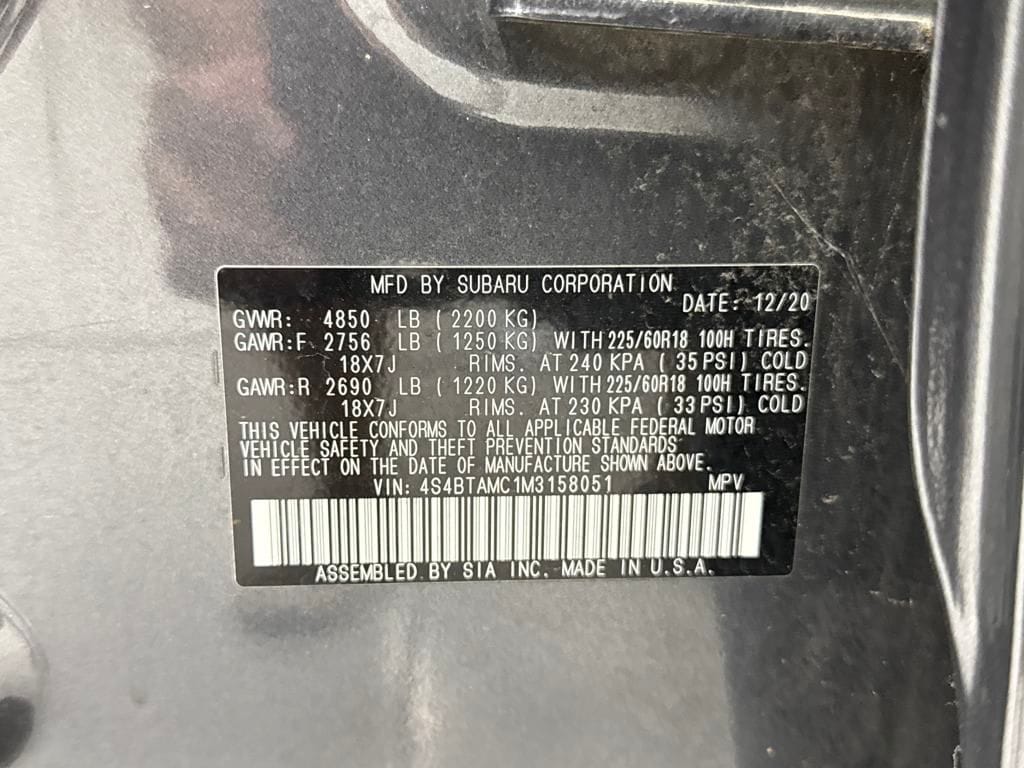 MFD BY SUBARU CORPORATION
DATE: 12/20
GVWR: 4850 LB ( 2200 KG)
GAWR:F 2756 LB ( 1250 KG) WITH 225/60R18 100H TIRES.
18X7J RIMS. AT 240 KPA ( 35 PSI) COLD
GAWR:R 2690 LB ( 1220 KG) WITH 225/60R18 100H TIRES.
18X7J RIMS. AT 230 KPA ( 33 PSI) COLD
THIS VEHICLE CONFORMS TO ALL APPLICABLE FEDERAL MOTOR
VEHICLE SAFETY AND THEFT PREVENTION STANDARDS
IN EFFECT ON THE DATE OF MANUFACTURE SHOWN ABOVE.
VIN: 4S4BTAMC1M3158051 MPV
ASSEMBLED BY SIA INC. MADE IN U.S.A.